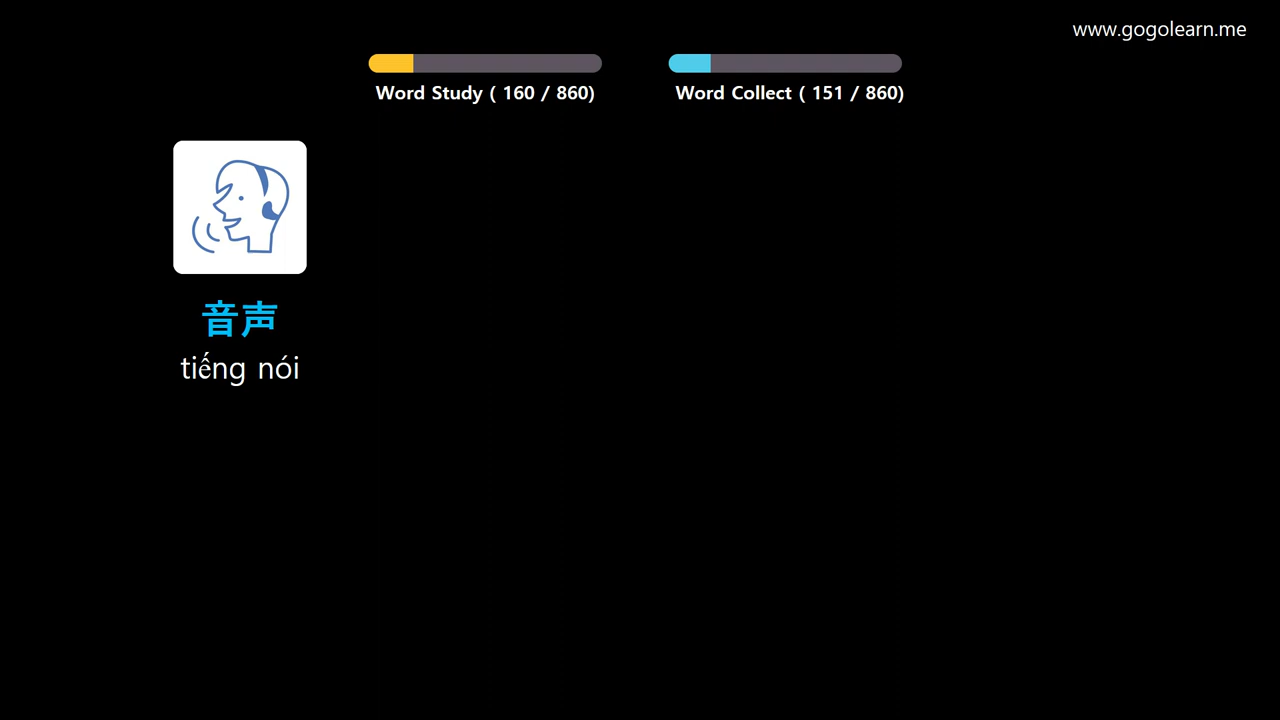 www.gogolearn.me
Word Study ( 160 / 860)
Word Collect ( 151 / 860)
音声
tiếng nói